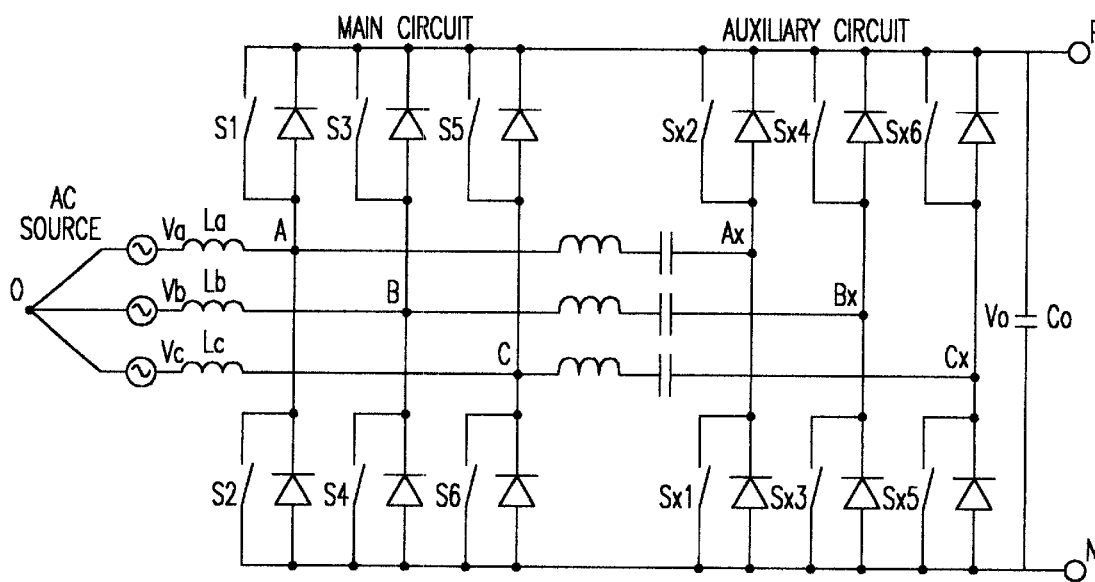 MAIN CIRCUIT
AUXILIARY CIRCUIT
P
S1
S3
S5
Sx2
Sx4
Sx6
AC
SOURCE
Va
La
A
Ax
O
Vb
Lb
B
Bx
Vo
Co
Vc
Lc
C
Cx
S2
S4
S6
Sx1
Sx3
Sx5
N